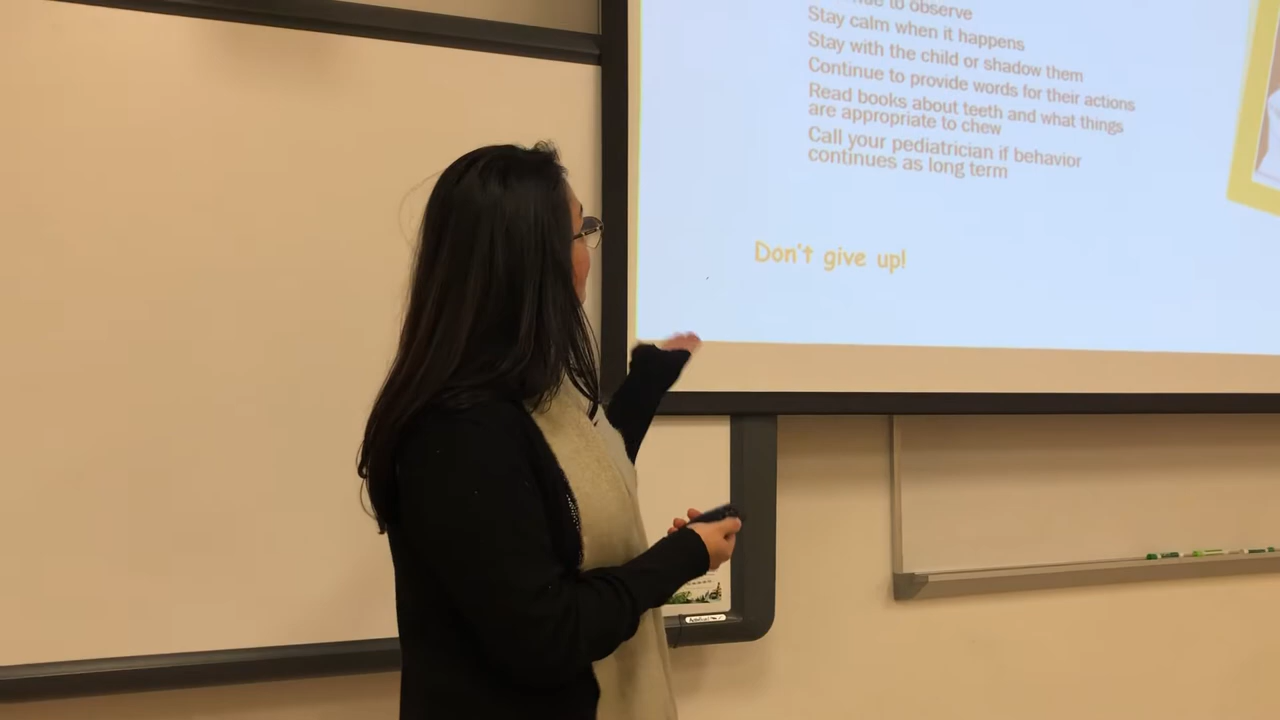 to observe
Stay calm when it happens
Stay with the child or shadow them
Continue to provide words for their actions
Read books about teeth and what things
are appropriate to chew
Call your pediatrician if behavior
continues as long term
Don't give up!